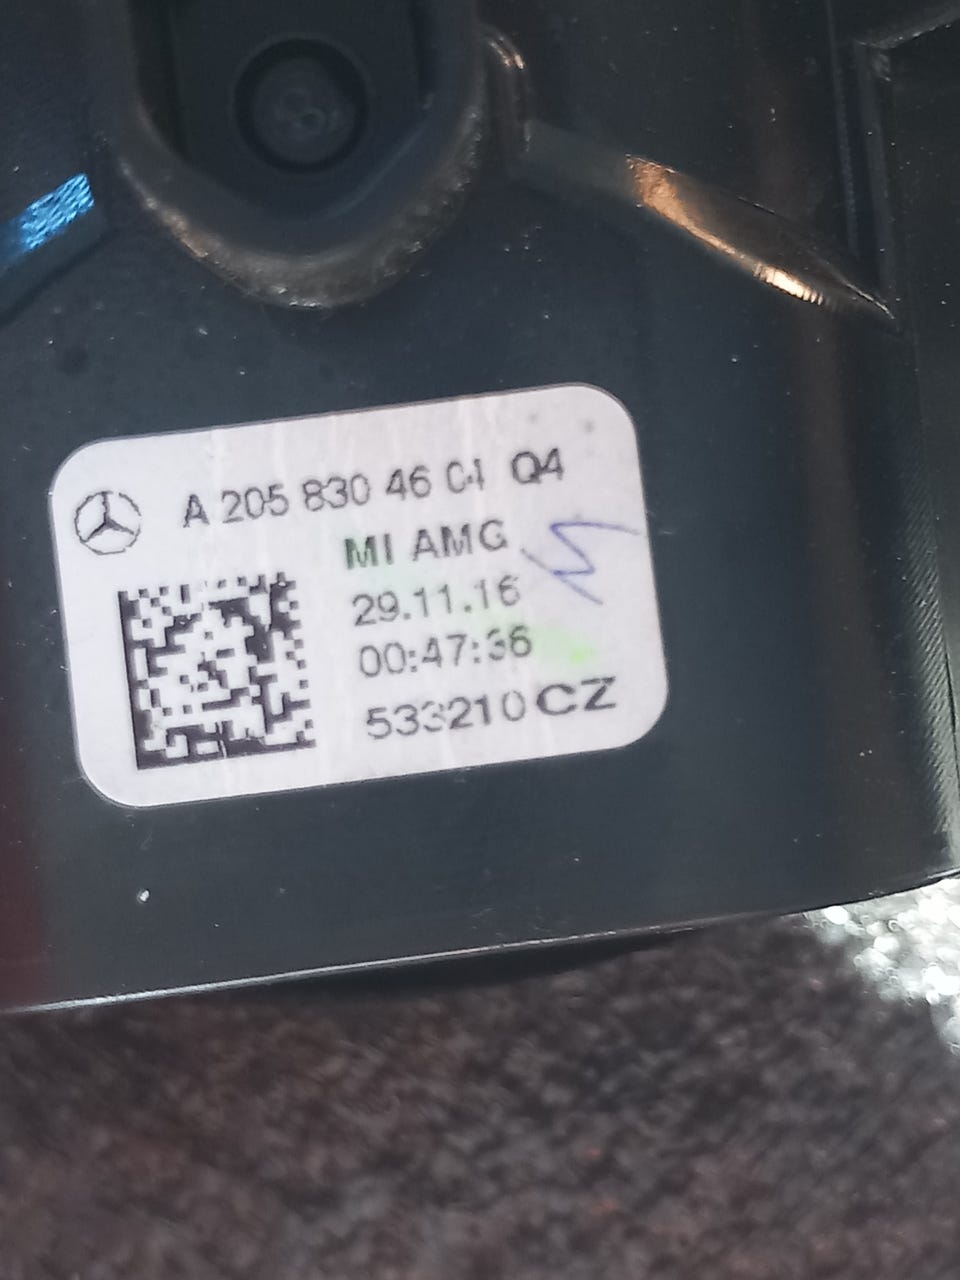 A 205 830 46 04 Q4
MI AMG
29.11.16
00:47:36
533210 CZ